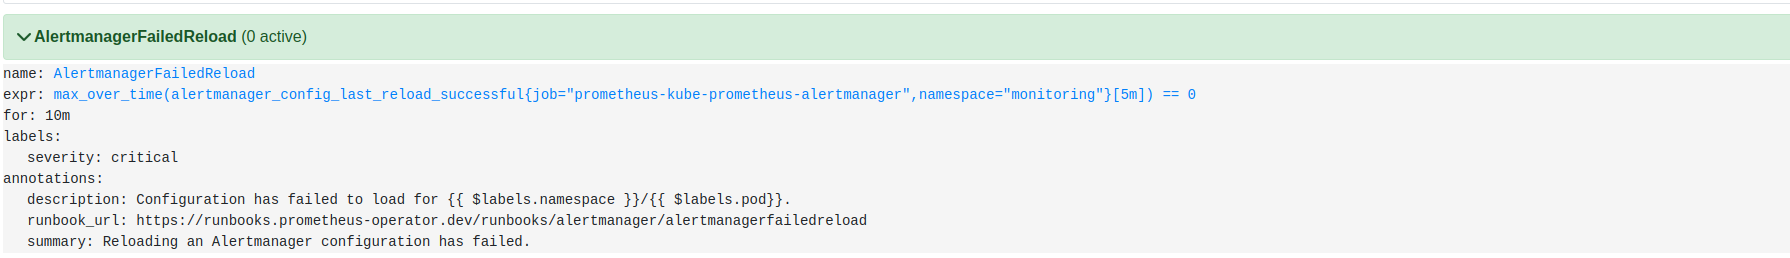 AlertmanagerFailedReload (0 active)
name: AlertmanagerFailedReload
expr: max_over_time(alertmanager_config_last_reload_successful{job="prometheus-kube-prometheus-alertmanager",namespace="monitoring"}[5m]) == 0
for: 10m
labels:
severity: critical
annotations:
description: Configuration has failed to load for {{ $labels.namespace }}/{{ $labels.pod}}.
runbook_url: https://runbooks.prometheus-operator.dev/runbooks/alertmanager/alertmanagerfailedreload
summary: Reloading an Alertmanager configuration has failed.